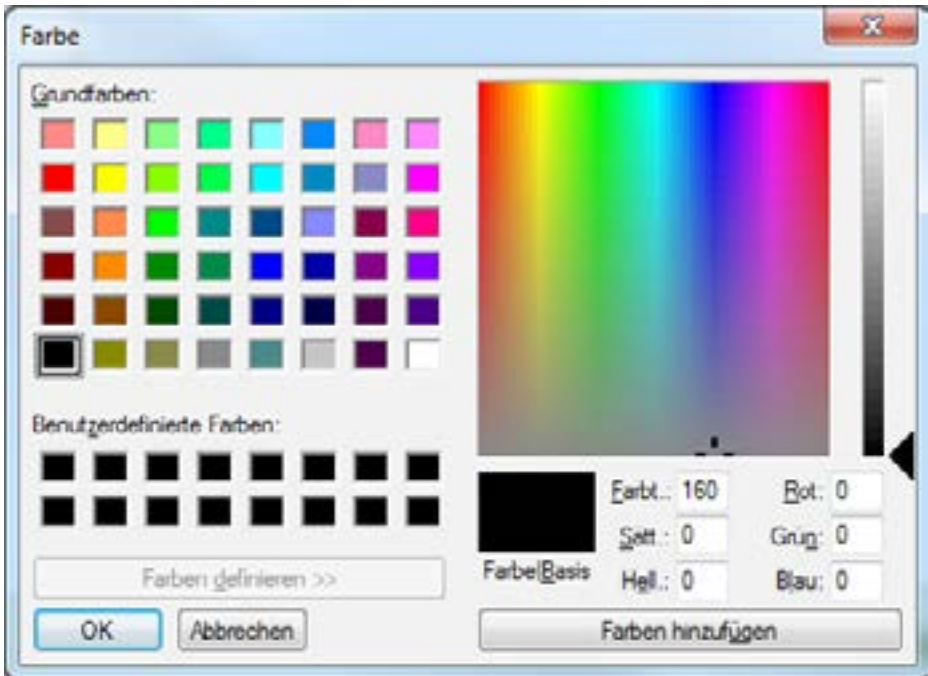 Farbe
Grundfarben:
Benutzerdefinierte Farben:
Farben definieren >>
OK
Abbrechen
Farbe|Basis
Farbt.: 160
Satt.: 0
Hell.: 0
Rot: 0
Grün: 0
Blau: 0
Farben hinzufügen